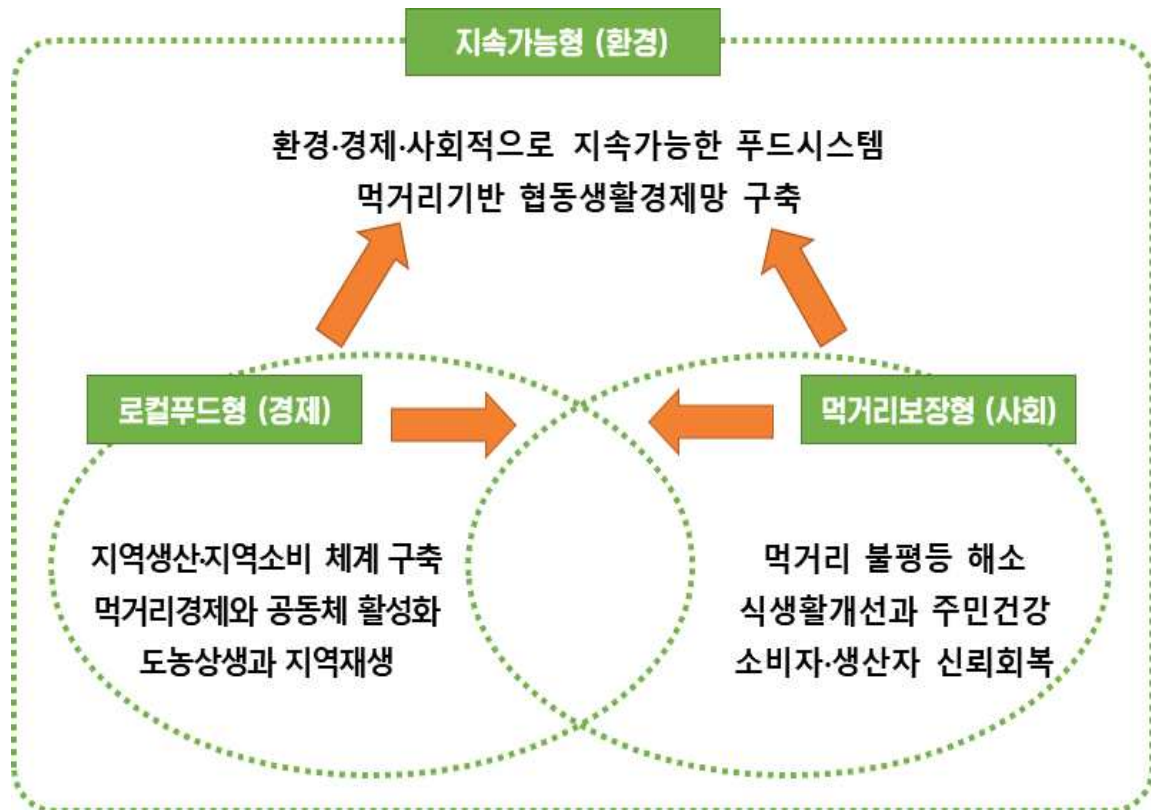 지속가능형 (환경)
환경·경제·사회적으로 지속가능한 푸드시스템
먹거리기반 협동생활경제망 구축
로컬푸드형 (경제)
먹거리보장형 (사회)
지역생산·지역소비 체계 구축
먹거리경제와 공동체 활성화
도농상생과 지역재생
먹거리 불평등 해소
식생활개선과 주민건강
소비자·생산자 신뢰회복